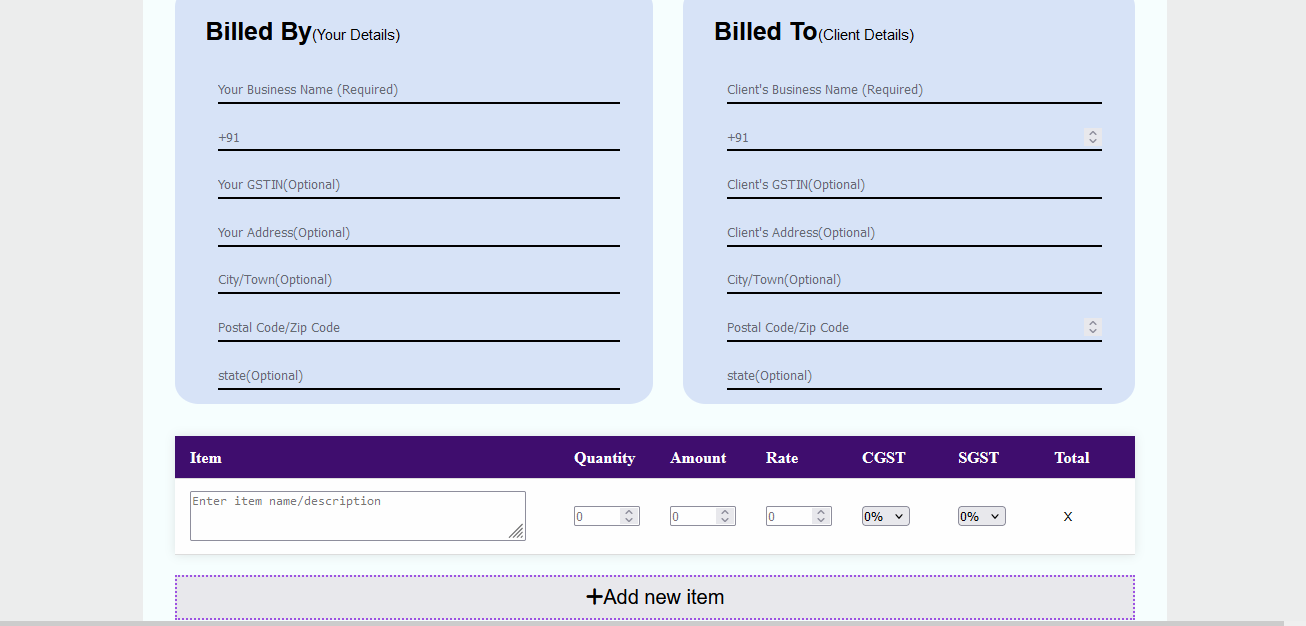 Billed By(Your Details)
Your Business Name (Required)
+91
Your GSTIN(Optional)
Your Address(Optional)
City/Town(Optional)
Postal Code/Zip Code
state(Optional)
Billed To(Client Details)
Client's Business Name (Required)
+91
Client's GSTIN(Optional)
Client's Address(Optional)
City/Town(Optional)
Postal Code/Zip Code
state(Optional)
Item Quantity Amount Rate CGST SGST Total
Enter item name/description
0 0 0 0% 0% X
+Add new item